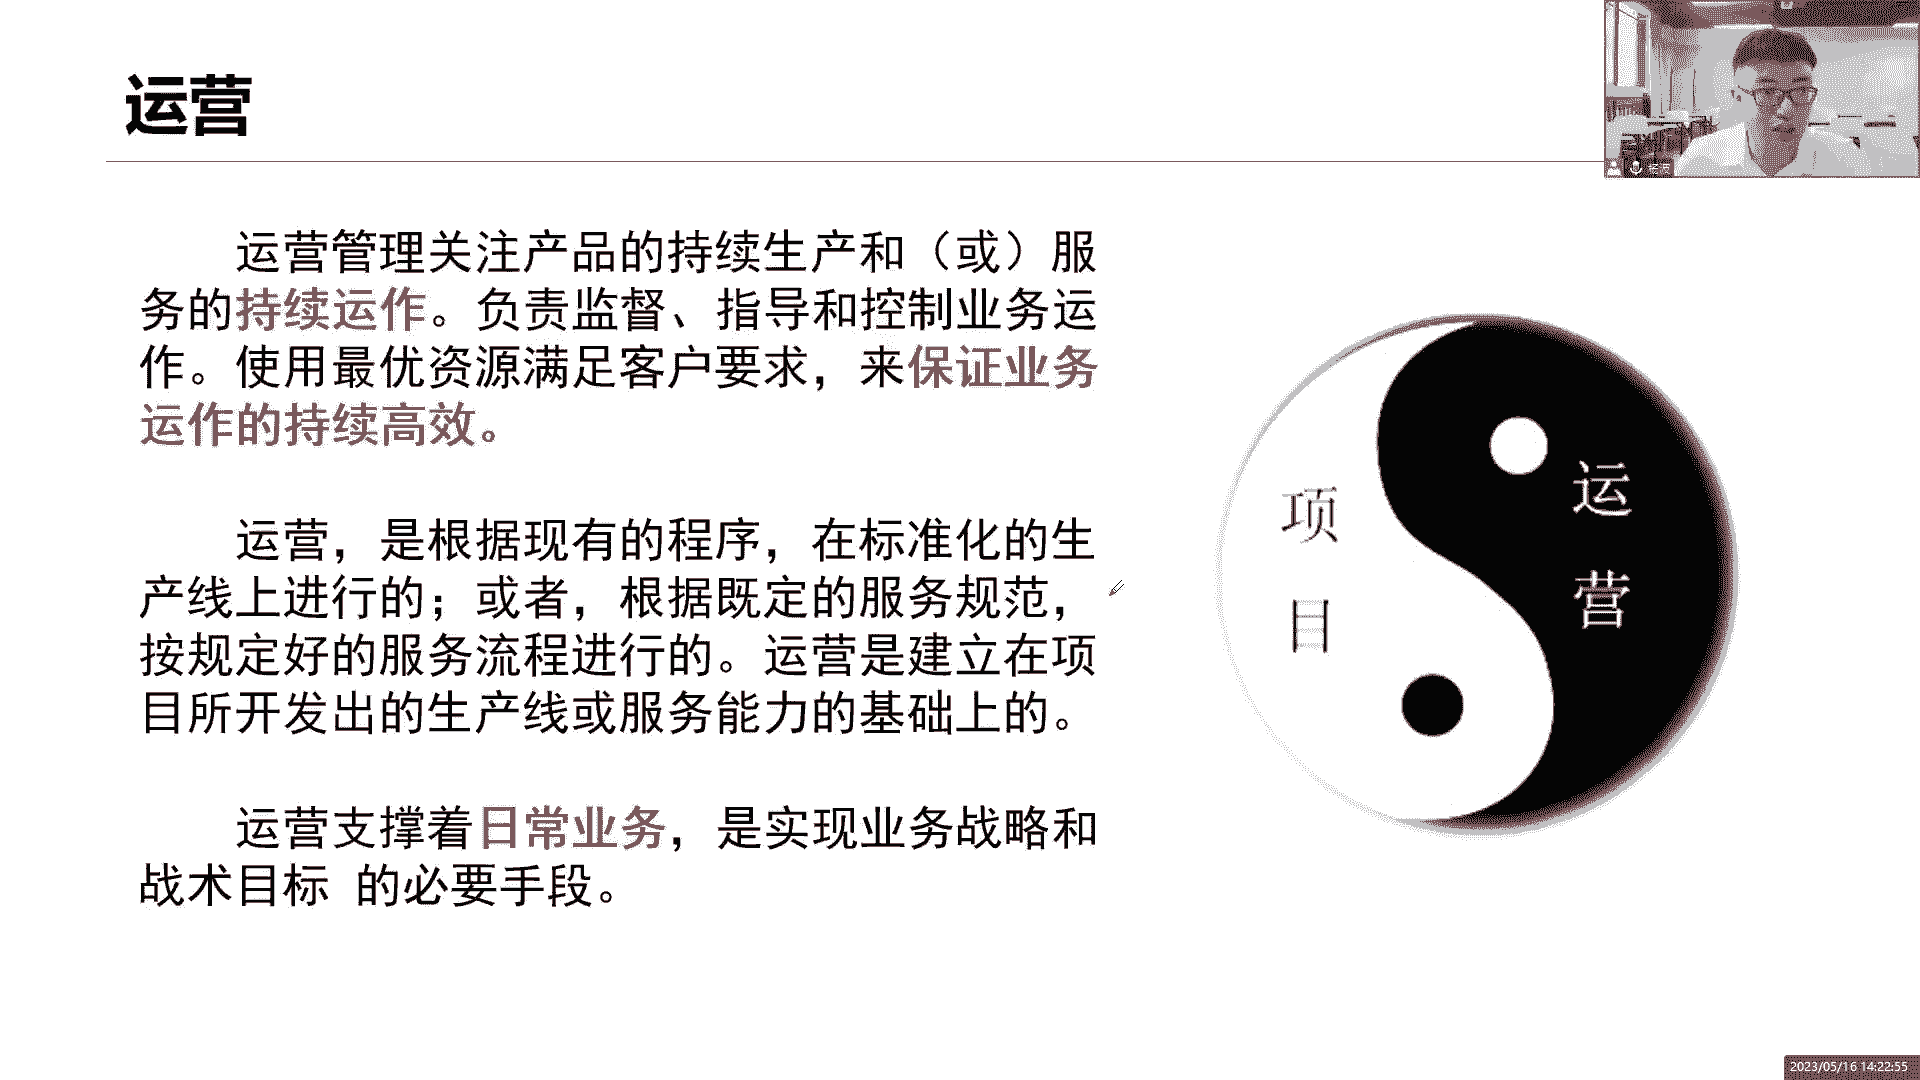 运营
运营管理关注产品的持续生产和（或）服
务的持续运作。负责监督、指导和控制业务运
作。使用最优资源满足客户要求，来保证业务
运作的持续高效。
运营，是根据现有的程序，在标准化的生
产线上进行的；或者，根据既定的服务规范，
按规定好的服务流程进行的。运营是建立在项
目所开发出的生产线或服务能力的基础上的。
运营支撑着日常业务，是实现业务战略和
战术目标 的必要手段。
项
目
运
营
2023/05/16 14:22:55